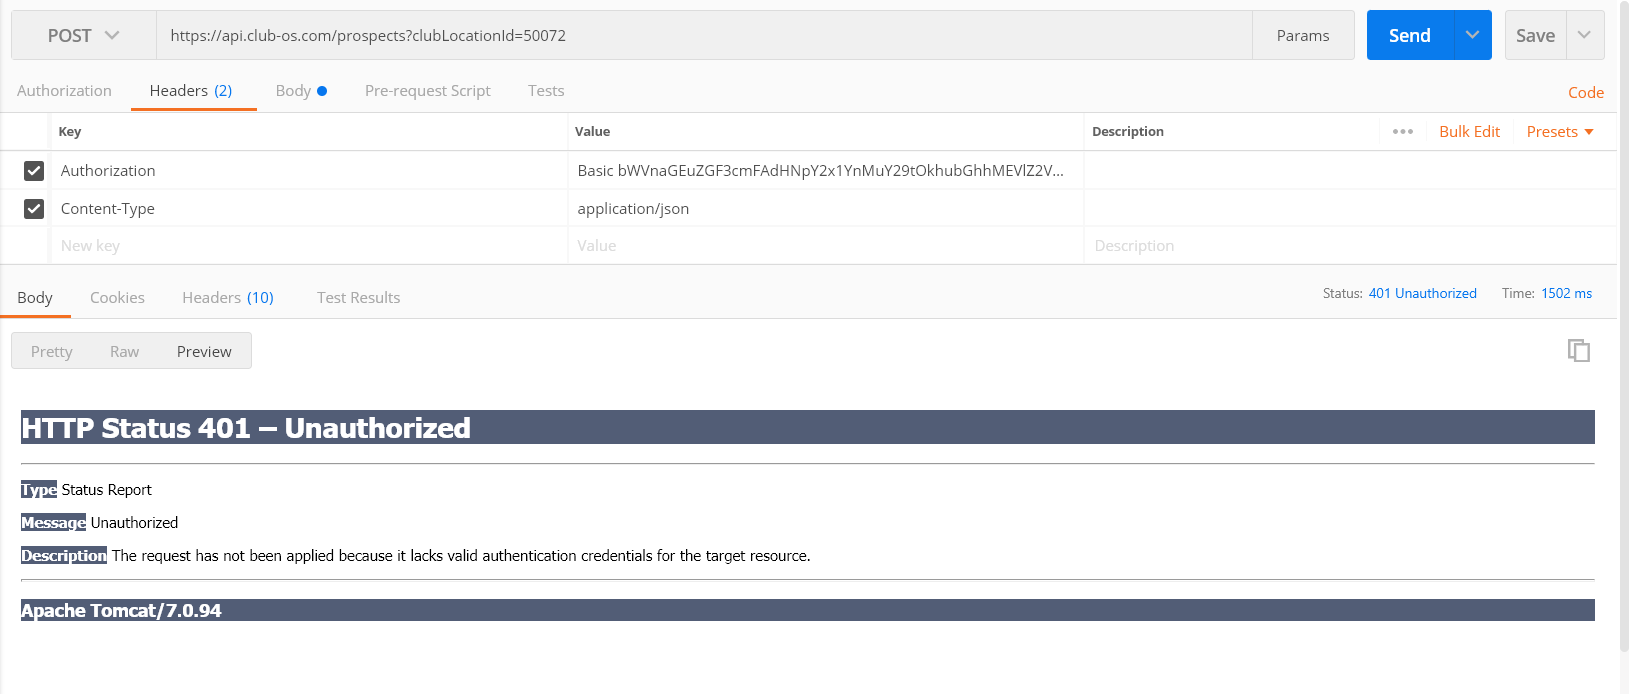 POST
https://api.club-os.com/prospects?clubLocationId=50072
Params
Send
Save
Authorization Headers (2) Body Pre-request Script Tests
Code
Key Value Description ••• Bulk Edit Presets
Authorization Basic
Content-Type application/json
New key Value Description
Body Cookies Headers (10) Test Results
Status: 401 Unauthorized Time: 1502 ms
Pretty Raw Preview
HTTP Status 401 – Unauthorized
Type Status Report
Message Unauthorized
Description The request has not been applied because it lacks valid authentication credentials for the target resource.
Apache Tomcat/7.0.94